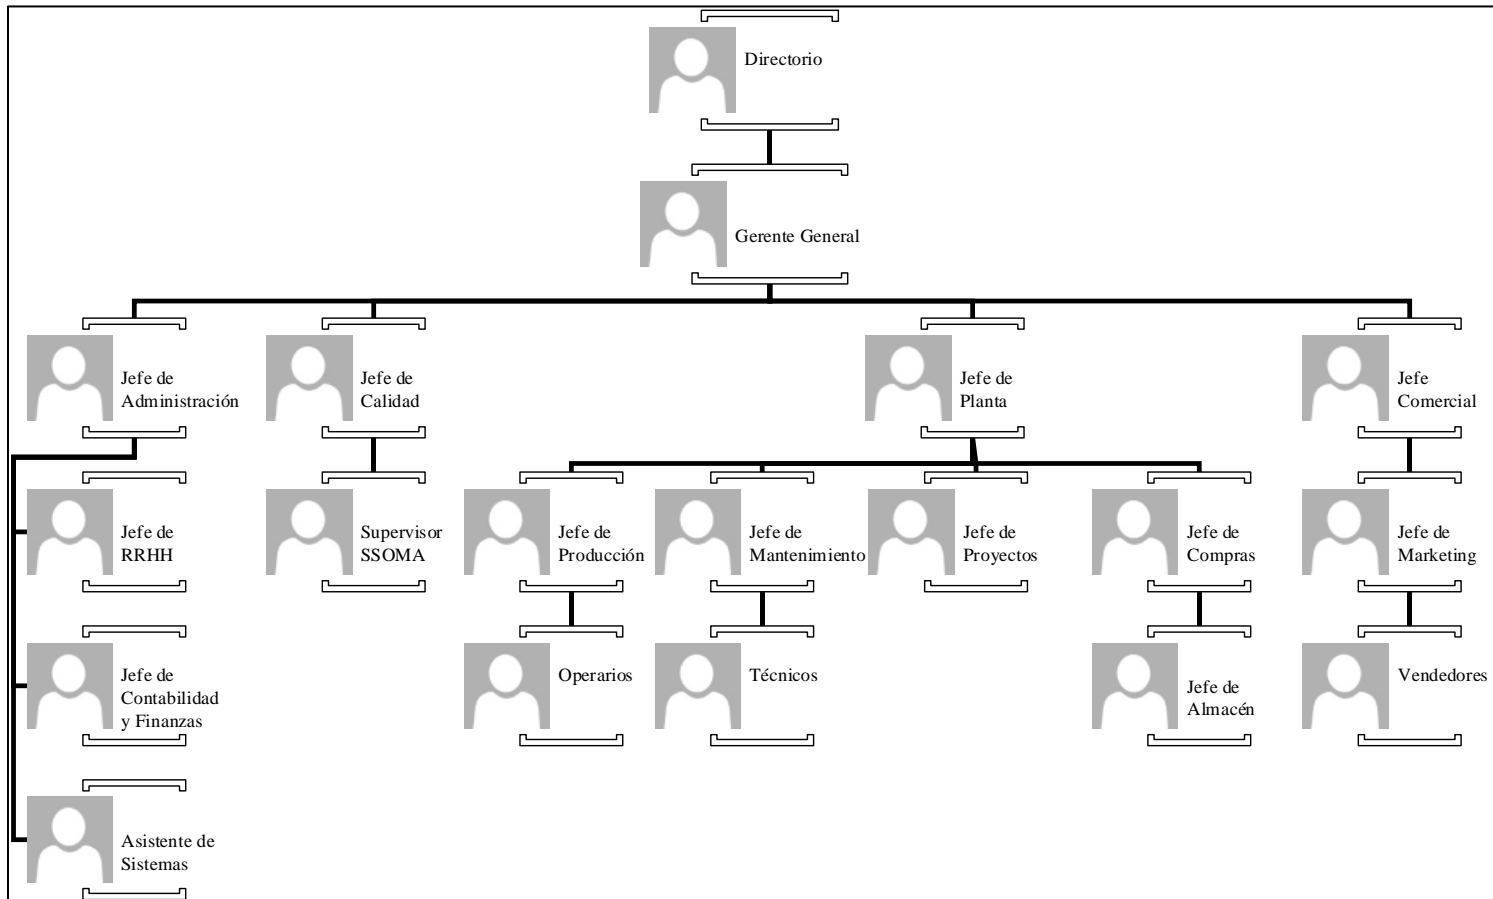 Directorio
Gerente General
Jefe de
Administración
Jefe de
Calidad
Jefe de
Planta
Jefe
Comercial
Jefe de
RRHH
Supervisor
SSOMA
Jefe de
Producción
Jefe de
Mantenimiento
Jefe de
Proyectos
Jefe de
Compras
Jefe de
Marketing
Jefe de
Contabilidad
y Finanzas
Operarios
Técnicos
Jefe de
Almacén
Vendedores
Asistente de
Sistemas